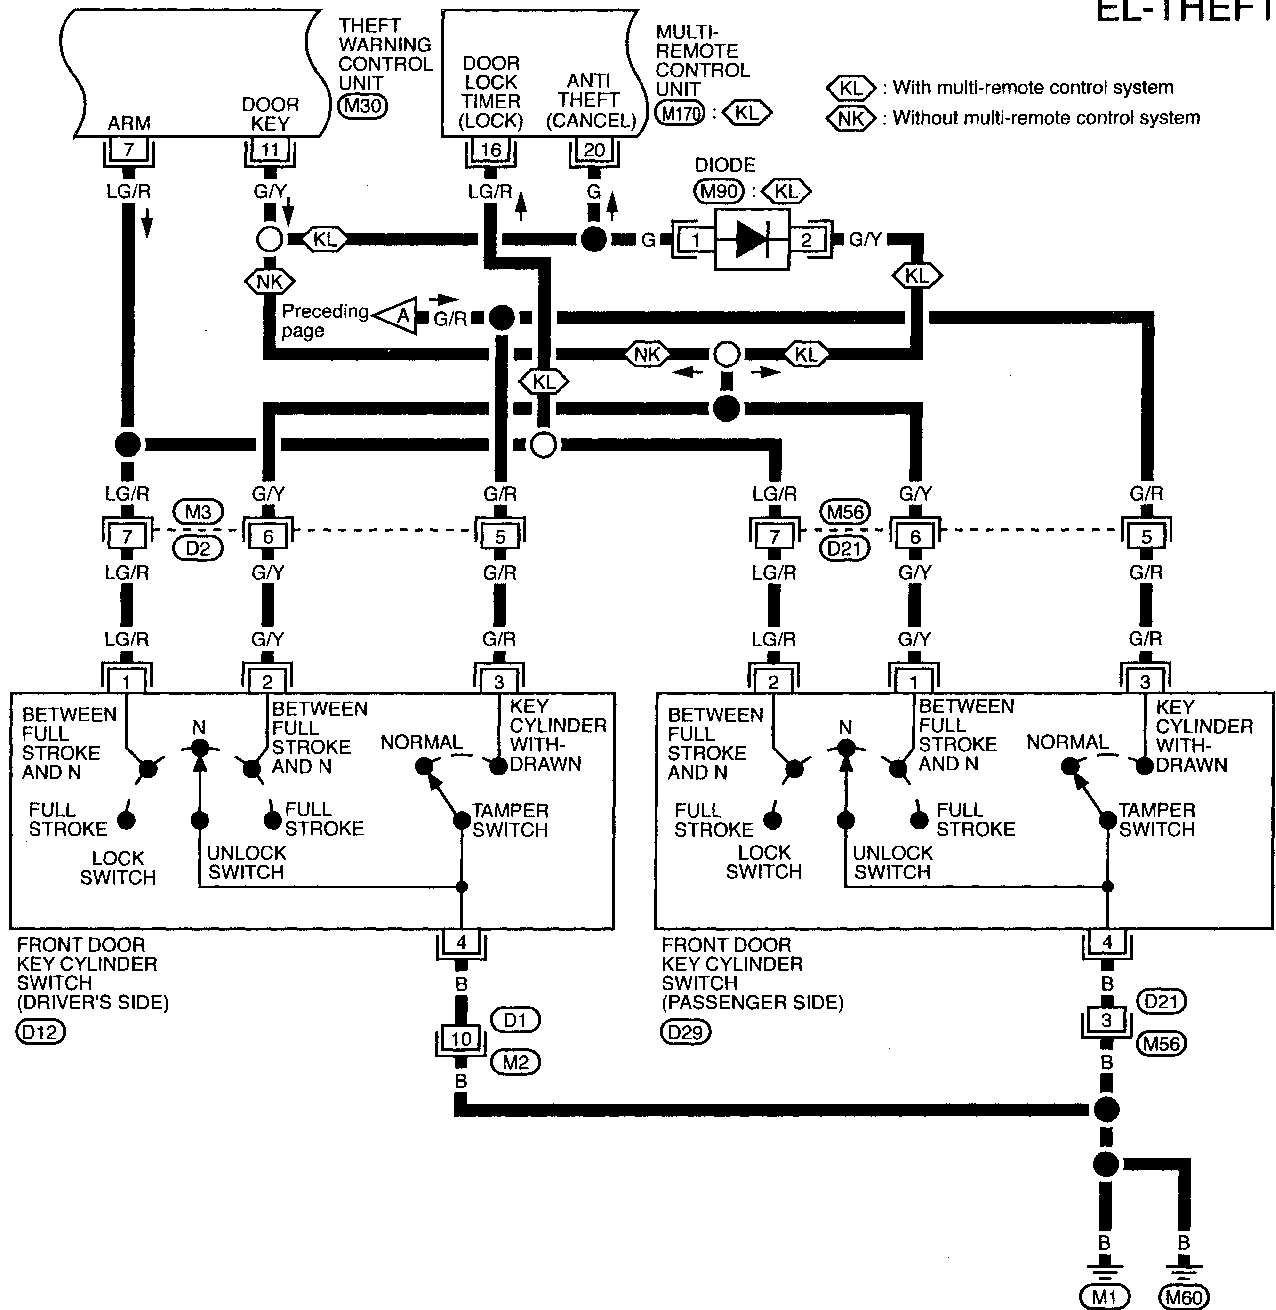 EL-THEFT
THEFT
WARNING
CONTROL
UNIT
M30
ARM
DOOR
KEY
7
11
DOOR
LOCK
TIMER
(LOCK)
ANTI
THEFT
(CANCEL)
16
20
MULTI-
REMOTE
CONTROL
UNIT
M170 : KL
KL : With multi-remote control system
NK : Without multi-remote control system
LG/R
G/Y
LG/R
G
DIODE
M90 : KL
KL
G
1
2
G/Y
NK
KL
Preceding
page
A
G/R
NK
KL
KL
LG/R
G/Y
G/R
LG/R
G/Y
G/R
M3
M56
7
6
5
7
6
5
D2
D21
LG/R
G/Y
G/R
LG/R
G/Y
G/R
LG/R
G/Y
G/R
LG/R
G/Y
G/R
1
2
3
2
1
3
BETWEEN
FULL
STROKE
AND N
N
BETWEEN
FULL
STROKE
AND N
NORMAL
KEY
CYLINDER
WITH-
DRAWN
FULL
STROKE
FULL
STROKE
TAMPER
SWITCH
LOCK
SWITCH
UNLOCK
SWITCH
BETWEEN
FULL
STROKE
AND N
N
BETWEEN
FULL
STROKE
AND N
NORMAL
KEY
CYLINDER
WITH-
DRAWN
FULL
STROKE
FULL
STROKE
TAMPER
SWITCH
LOCK
SWITCH
UNLOCK
SWITCH
FRONT DOOR
KEY CYLINDER
SWITCH
(DRIVER'S SIDE)
D12
4
B
10
D1
M2
B
FRONT DOOR
KEY CYLINDER
SWITCH
(PASSENGER SIDE)
D29
4
B
3
D21
M56
B
B
B
M1
M60